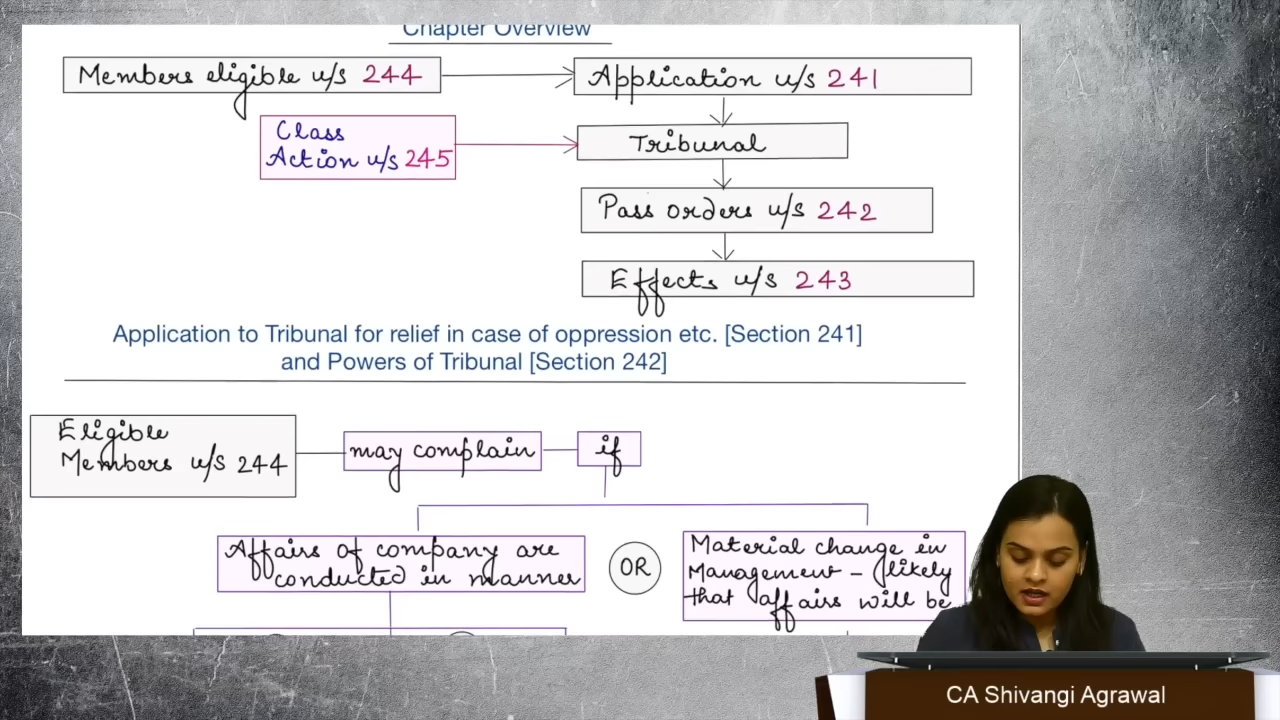 Chapter Overview
Members eligible u/s 244
Application u/s 241
Class
Action u/s 245
Tribunal
Pass orders u/s 242
Effects u/s 243
Application to Tribunal for relief in case of oppression etc. [Section 241]
and Powers of Tribunal [Section 242]
Eligible
Members u/s 244
may complain
if
Affairs of company are
conducted in manner
OR
Material change in
Management - likely
that affairs will be
CA Shivangi Agrawal